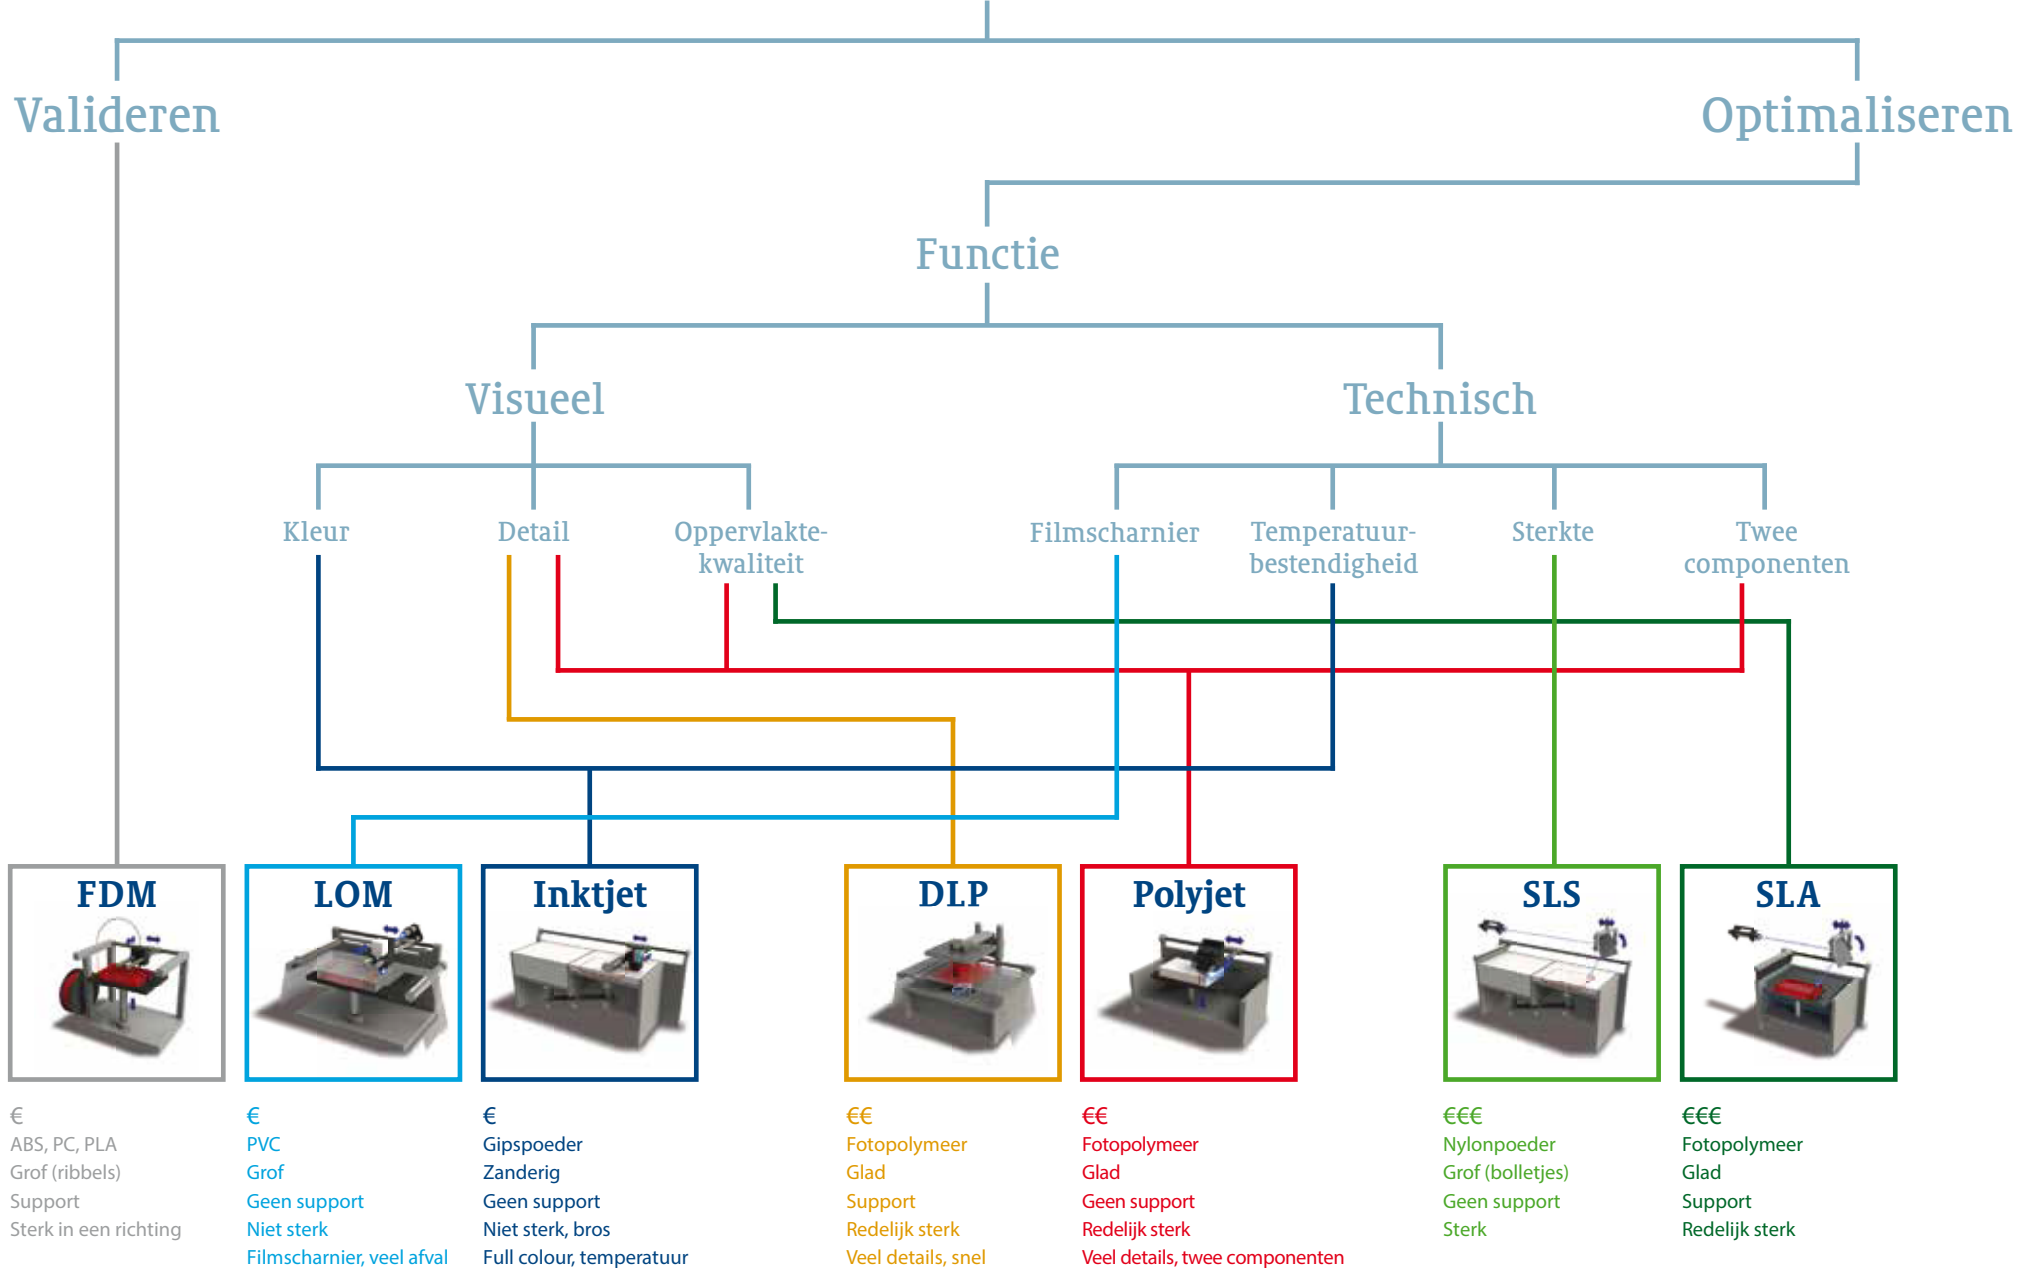 Valideren
Optimaliseren
Functie
Visueel
Technisch
Kleur
Detail
Oppervlakte-
kwaliteit
Filmscharnier
Temperatuur-
bestendigheid
Sterkte
Twee
componenten
FDM
€
ABS, PC, PLA
Grof (ribbels)
Support
Sterk in een richting
LOM
€
PVC
Grof
Geen support
Niet sterk
Filmscharnier, veel afval
Inktjet
€
Gipspoeder
Zanderig
Geen support
Niet sterk, bros
Full colour, temperatuur
DLP
€€
Fotopolymeer
Glad
Support
Redelijk sterk
Veel details, snel
Polyjet
€€
Fotopolymeer
Glad
Geen support
Redelijk sterk
Veel details, twee componenten
SLS
€€€
Nylonpoeder
Grof (bolletjes)
Geen support
Sterk
SLA
€€€
Fotopolymeer
Glad
Support
Redelijk sterk